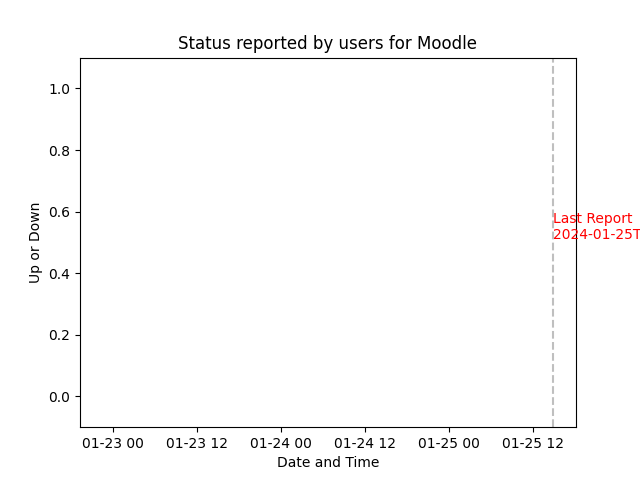 Status reported by users for Moodle
1.0
0.8
0.6
0.4
0.2
0.0
Up or Down
Last Report
2024-01-25T
01-23 00
01-23 12
01-24 00
01-24 12
01-25 00
01-25 12
Date and Time